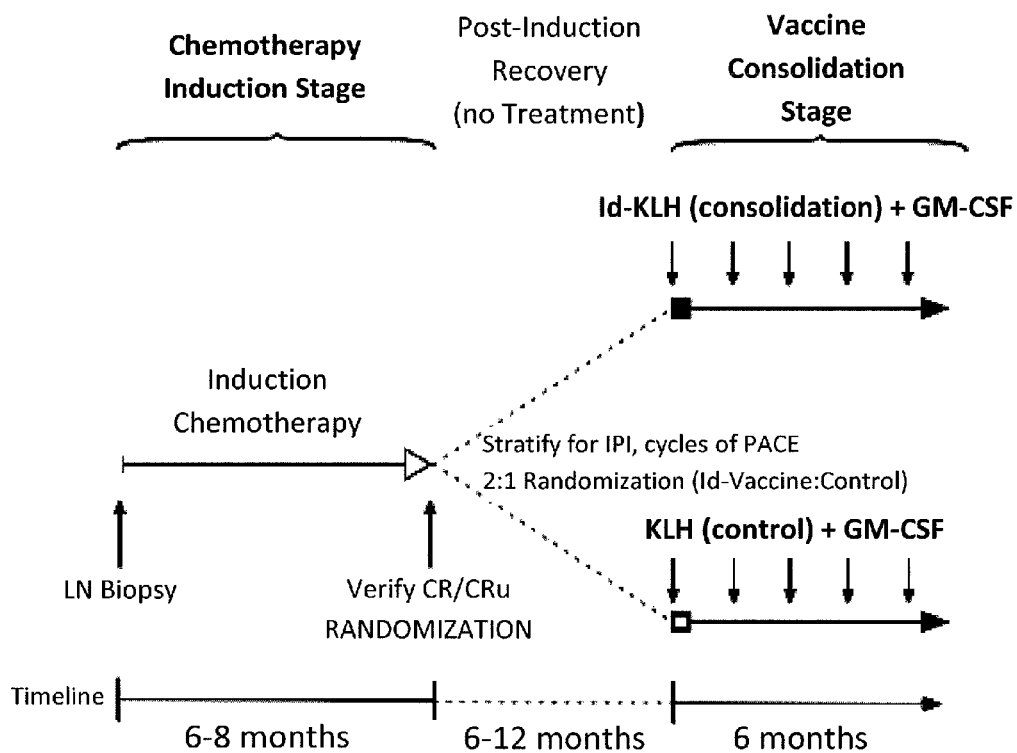 Chemotherapy
Induction Stage
Post-Induction
Recovery
(no Treatment)
Vaccine
Consolidation
Stage
Id-KLH (consolidation) + GM-CSF
Induction
Chemotherapy
Stratify for IPI, cycles of PACE
2:1 Randomization (Id-Vaccine:Control)
KLH (control) + GM-CSF
LN Biopsy
Verify CR/CRu
RANDOMIZATION
Timeline
6-8 months
6-12 months
6 months